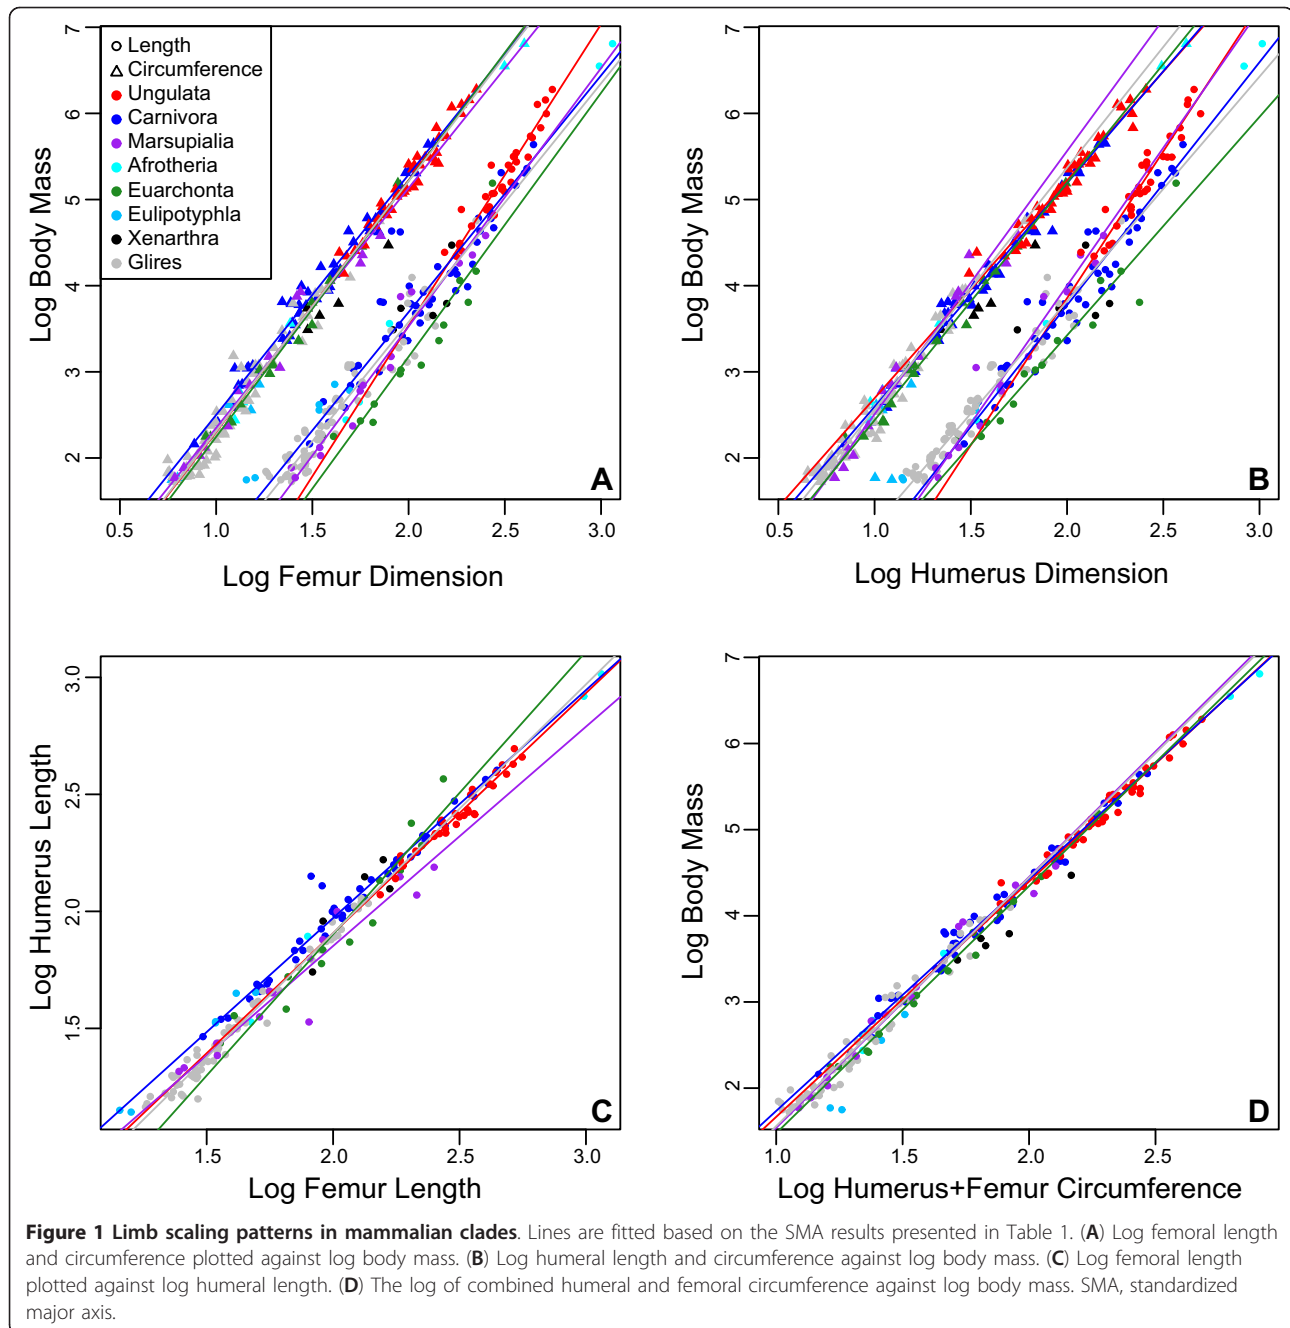 Length
Circumference
Ungulata
Carnivora
Marsupialia
Afrotheria
Euarchonta
Eulipotyphla
Xenarthra
Glires
Log Body Mass
2 3 4 5 6 7
0.5 1.0 1.5 2.0 2.5 3.0
Log Femur Dimension
A
Log Body Mass
2 3 4 5 6 7
0.5 1.0 1.5 2.0 2.5 3.0
Log Humerus Dimension
B
Log Humerus Length
1.5 2.0 2.5 3.0
1.5 2.0 2.5 3.0
Log Femur Length
C
Log Body Mass
2 3 4 5 6 7
1.0 1.5 2.0 2.5
Log Humerus+Femur Circumference
D
Figure 1 Limb scaling patterns in mammalian clades. Lines are fitted based on the SMA results presented in Table 1. (A) Log femoral length
and circumference plotted against log body mass. (B) Log humeral length and circumference against log body mass. (C) Log femoral length
plotted against log humeral length. (D) The log of combined humeral and femoral circumference against log body mass. SMA, standardized
major axis.